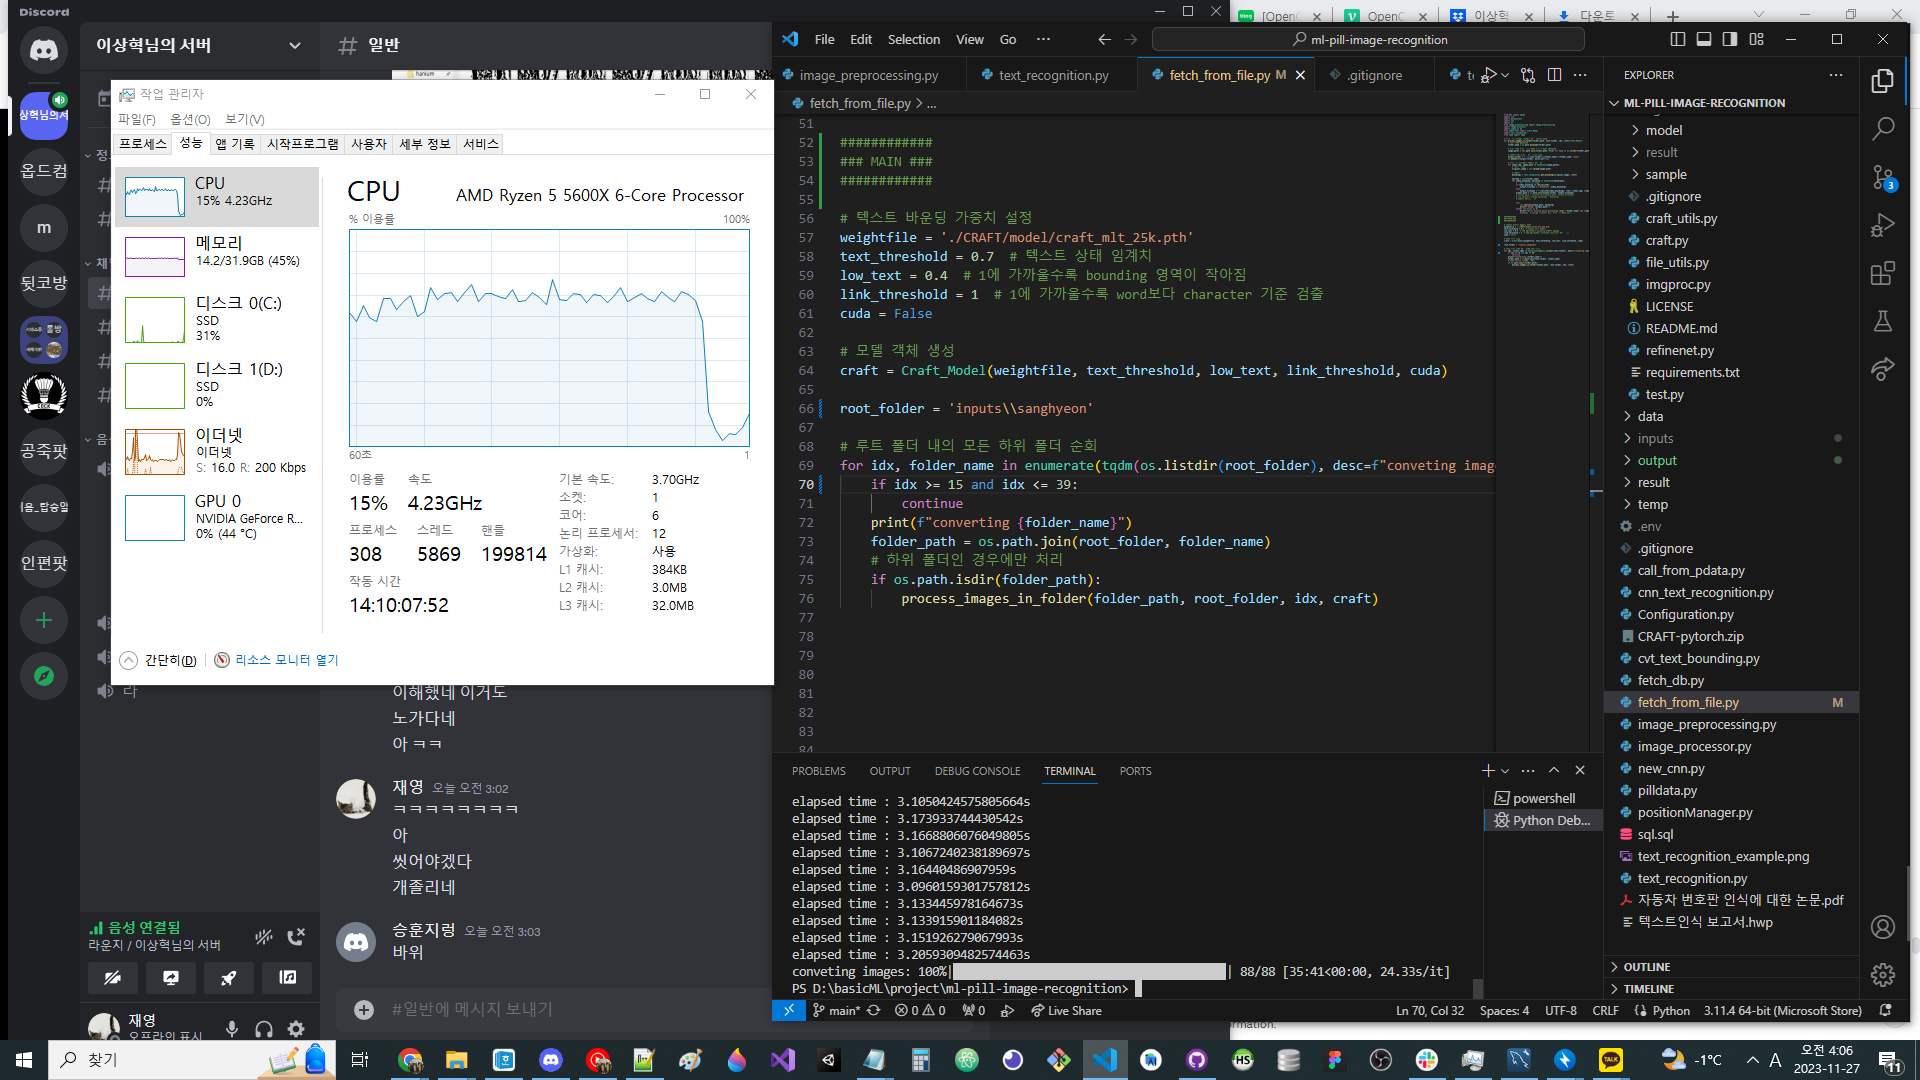 Discord
이상혁님의 서버
# 일반
상혁님의서
옵드컴
m
뒷코방
공죽팟
인편팟
작업 관리자
파일(F) 옵션(O) 보기(V)
프로세스 성능 앱 기록 시작프로그램 사용자 세부 정보 서비스
CPU
15% 4.23GHz
메모리
14.2/31.9GB (45%)
디스크 0(C:)
SSD
31%
디스크 1(D:)
SSD
0%
이더넷
이더넷
S: 16.0 R: 200 Kbps
GPU 0
NVIDIA GeForce R...
0% (44 °C)
CPU
AMD Ryzen 5 5600X 6-Core Processor
% 이용률 100%
60초 1
이용률 속도
15% 4.23GHz
프로세스 스레드 핸들
308 5869 199814
작동 시간
14:10:07:52
기본 속도: 3.70GHz
소켓: 1
코어: 6
논리 프로세서: 12
가상화: 사용
L1 캐시: 384KB
L2 캐시: 3.0MB
L3 캐시: 32.0MB
간단히(D) 리소스 모니터 열기
라
이해했네 이거도
노가다네
아 ㅋㅋ
재영 오늘 오전 3:02
ㅋㅋㅋㅋㅋㅋㅋㅋ
아
씻어야겠다
개졸리네
승훈지렁 오늘 오전 3:03
바위
음성 연결됨
라운지 / 이상혁님의 서버
재영
오프라인 표시
#일반에 메시지 보내기
File Edit Selection View Go ···
ml-pill-image-recognition
image_preprocessing.py text_recognition.py fetch_from_file.py M .gitignore
fetch_from_file.py > ...
51
52 ############
53 ### MAIN ###
54 ############
55
56 # 텍스트 바운딩 가중치 설정
57 weightfile = './CRAFT/model/craft_mlt_25k.pth'
58 text_threshold = 0.7  # 텍스트 상태 임계치
59 low_text = 0.4  # 1에 가까울수록 bounding 영역이 작아짐
60 link_threshold = 1  # 1에 가까울수록 word보다 character 기준 검출
61 cuda = False
62
63 # 모델 객체 생성
64 craft = Craft_Model(weightfile, text_threshold, low_text, link_threshold, cuda)
65
66 root_folder = 'inputs\\sanghyeon'
67
68 # 루트 폴더 내의 모든 하위 폴더 순회
69 for idx, folder_name in enumerate(tqdm(os.listdir(root_folder), desc=f"conveting imag
70     if idx >= 15 and idx <= 39:
71         continue
72     print(f"converting {folder_name}")
73     folder_path = os.path.join(root_folder, folder_name)
74     # 하위 폴더인 경우에만 처리
75     if os.path.isdir(folder_path):
76         process_images_in_folder(folder_path, root_folder, idx, craft)
77
78
79
80
81
82
83
84
PROBLEMS OUTPUT DEBUG CONSOLE TERMINAL PORTS
elapsed time : 3.1050424575805664s
elapsed time : 3.173933744430542s
elapsed time : 3.1668806076049805s
elapsed time : 3.1067240238189697s
elapsed time : 3.16440486907959s
elapsed time : 3.0960159301757812s
elapsed time : 3.133445978164673s
elapsed time : 3.133915901184082s
elapsed time : 3.151926279067993s
elapsed time : 3.2059309482574463s
conveting images: 100%| | 88/88 [35:41<00:00, 24.33s/it]
PS D:\basicML\project\ml-pill-image-recognition>
powershell
Python Deb...
EXPLORER
ML-PILL-IMAGE-RECOGNITION
model
result
sample
.gitignore
craft_utils.py
craft.py
file_utils.py
imgproc.py
LICENSE
README.md
refinenet.py
requirements.txt
test.py
data
inputs
output
result
temp
.env
.gitignore
call_from_pdata.py
cnn_text_recognition.py
Configuration.py
CRAFT-pytorch.zip
cvt_text_bounding.py
fetch_db.py
fetch_from_file.py M
image_preprocessing.py
image_processor.py
new_cnn.py
pilldata.py
positionManager.py
sql.sql
text_recognition_example.png
text_recognition.py
자동차 번호판 인식에 대한 논문.pdf
텍스트인식 보고서.hwp
OUTLINE
TIMELINE
3
main* 0 0 0 Live Share
Ln 70, Col 32 Spaces: 4 UTF-8 CRLF Python 3.11.4 64-bit (Microsoft Store)
찾기
-1°C A 오전 4:06
2023-11-27
11